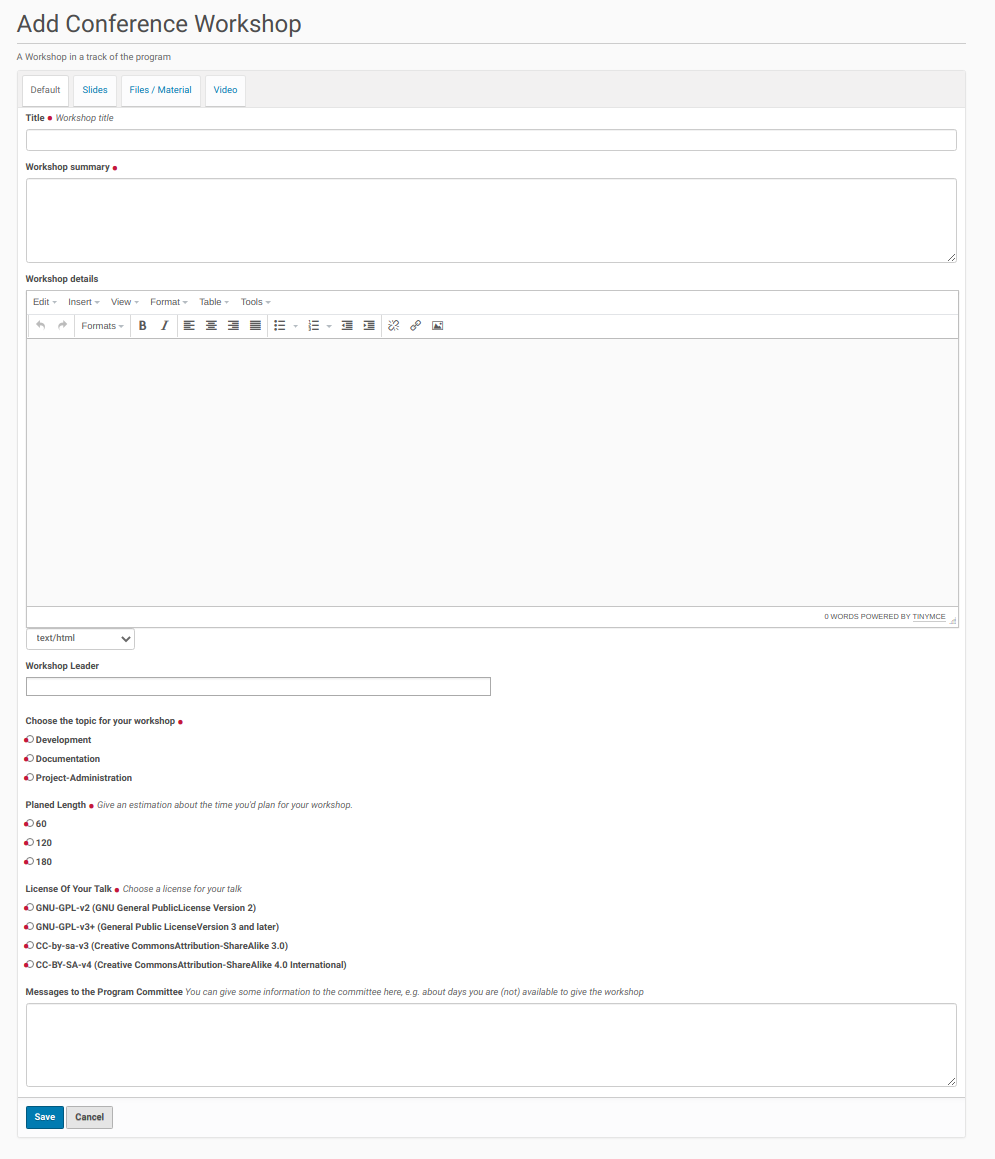 Add Conference Workshop
A Workshop in a track of the program
Default Slides Files / Material Video
Title Workshop title
Workshop summary
Workshop details
Edit Insert View Format Table Tools
Formats B I
0 WORDS POWERED BY TINYMCE
text/html
Workshop Leader
Choose the topic for your workshop
Development
Documentation
Project-Administration
Planed Length Give an estimation about the time you'd plan for your workshop.
60
120
180
License Of Your Talk Choose a license for your talk
GNU-GPL-v2 (GNU General PublicLicense Version 2)
GNU-GPL-v3+ (General Public LicenseVersion 3 and later)
CC-by-sa-v3 (Creative CommonsAttribution-ShareAlike 3.0)
CC-BY-SA-v4 (Creative CommonsAttribution-ShareAlike 4.0 International)
Messages to the Program Committee You can give some information to the committee here, e.g. about days you are (not) available to give the workshop
Save Cancel